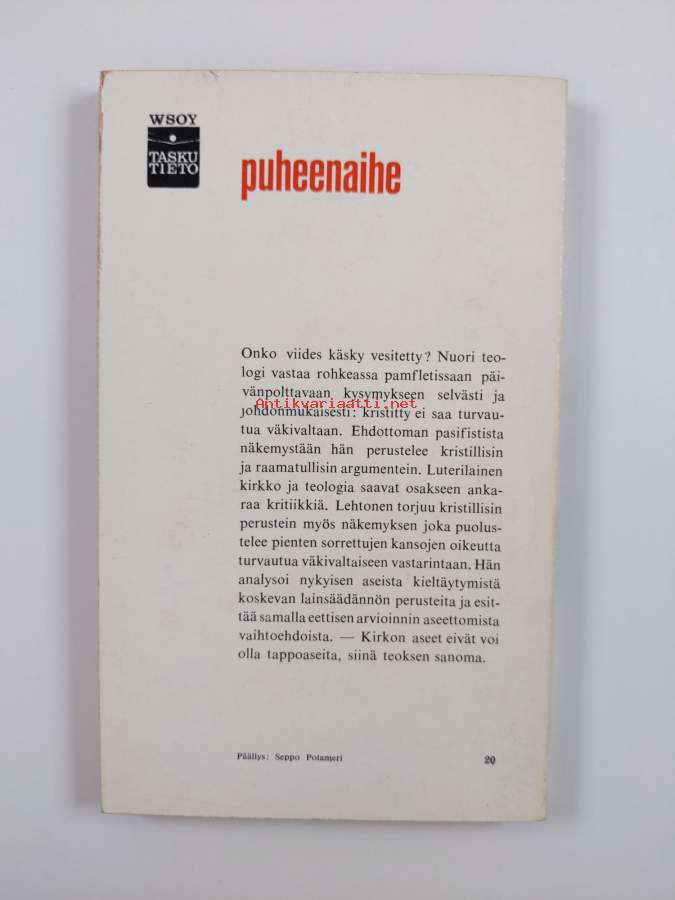 WSOY
TASKU
TIETO
puheenaihe
Onko viides käsky vesitetty? Nuori teo-
logi vastaa rohkeassa pamfletissaan päi-
vänpolttavaan kysymykseen selvästi ja
Antikvariaatti.net
johdonmukaisesti: kristitty ei saa turvau-
tua väkivaltaan. Ehdottoman pasifistista
näkemystään hän perustelee kristillisin
ja raamatullisin argumentein. Luterilainen
kirkko ja teologia saavat osakseen anka-
raa kritiikkiä. Lehtonen torjuu kristillisin
perustein myös näkemyksen joka puolus-
telee pienten sorrettujen kansojen oikeutta
turvautua väkivaltaiseen vastarintaan. Hän
analysoi nykyisen aseista kieltäytymistä
koskevan lainsäädännön perusteita ja esit-
tää samalla eettisen arvioinnin aseettomista
vaihtoehdoista. — Kirkon aseet eivät voi
olla tappoaseita, siinä teoksen sanoma.
Päällys: Seppo Polameri
20